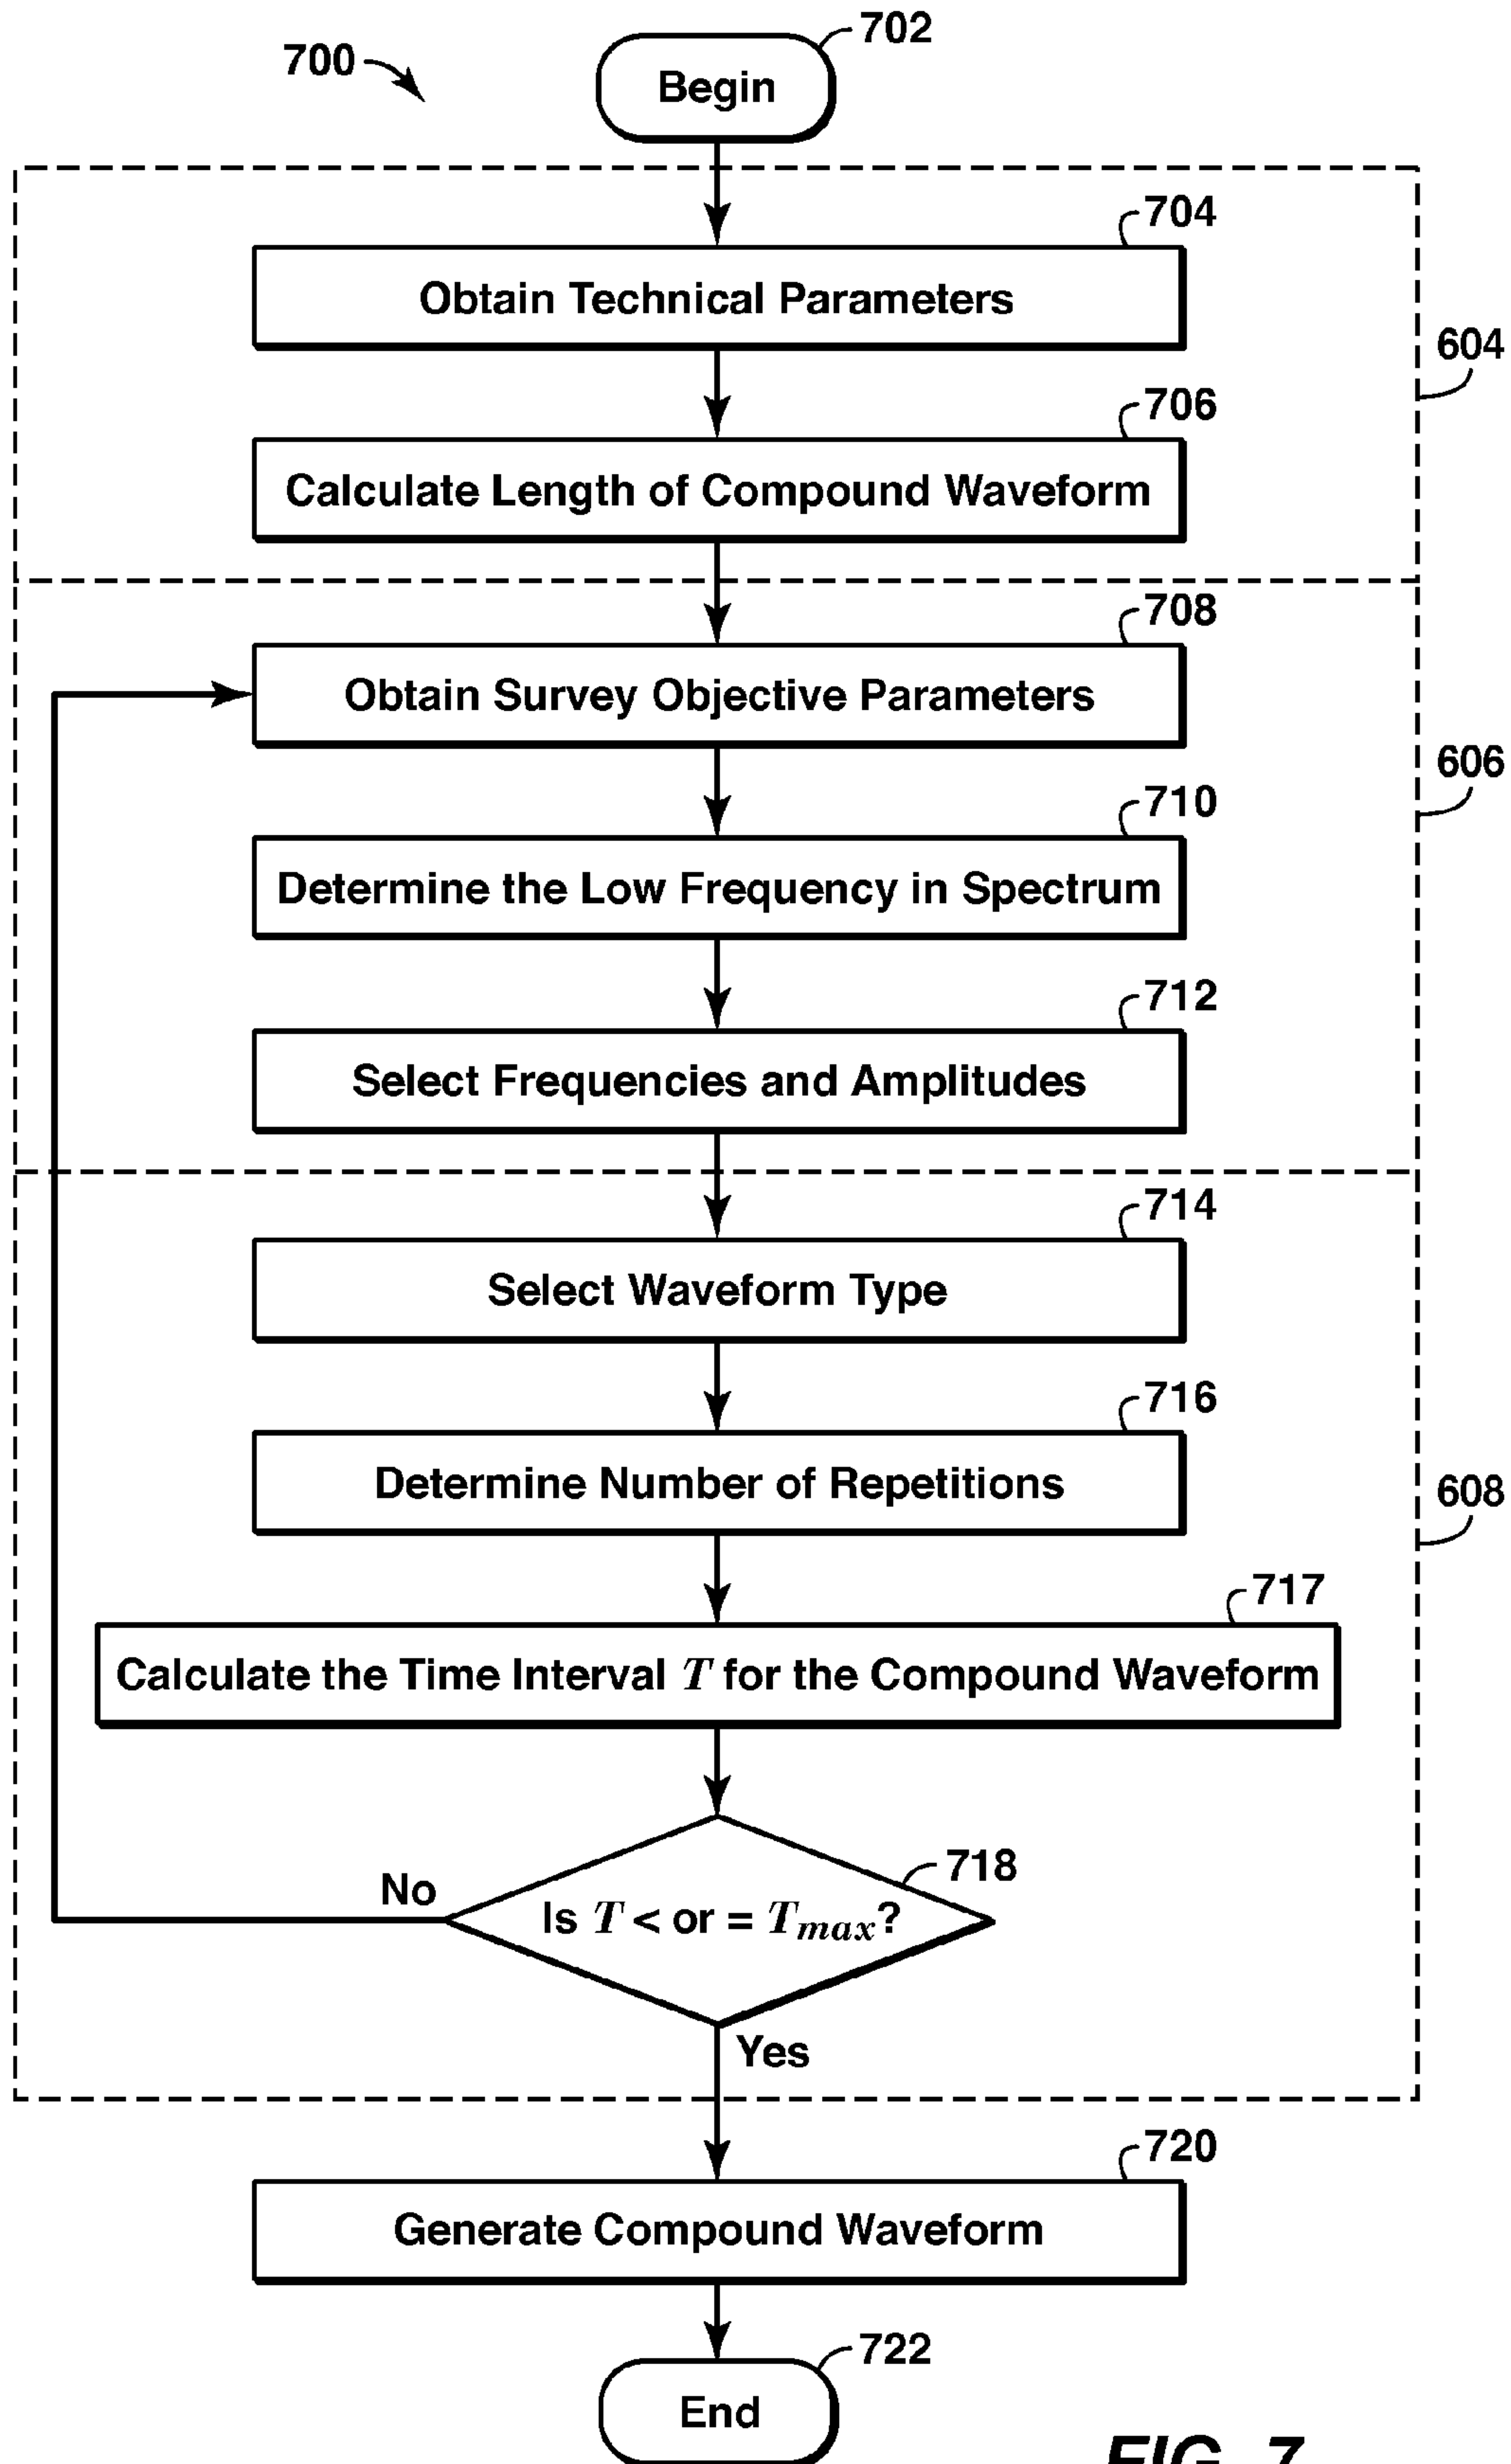 702
700
Begin
704
Obtain Technical Parameters
604
706
Calculate Length of Compound Waveform
708
Obtain Survey Objective Parameters
606
710
Determine the Low Frequency in Spectrum
712
Select Frequencies and Amplitudes
714
Select Waveform Type
716
Determine Number of Repetitions
608
717
Calculate the Time Interval T for the Compound Waveform
718
No
Is T < or = Tmax?
Yes
720
Generate Compound Waveform
722
End
FIG. 7